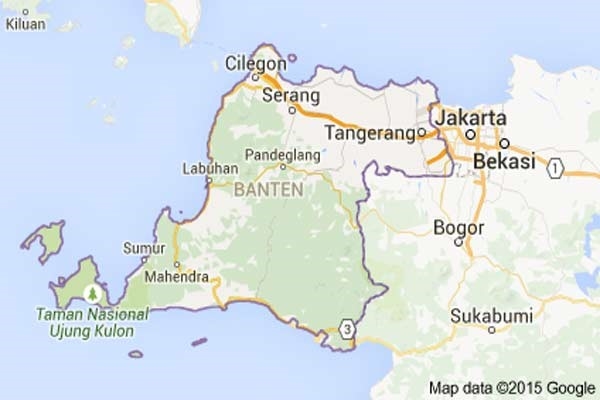 Kiluan
Cilegon
Serang
Jakarta
Tangerang
Bekasi
Pandeglang
Labuhan
BANTEN
1
Bogor
Sumur
Mahendra
Taman Nasional
Ujung Kulon
3
Sukabumi
Map data ©2015 Google